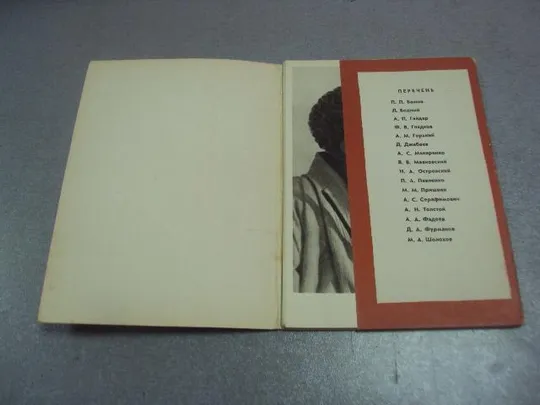 ПЕРЕЧЕНЬ
П. П. Бажов
Д. Бедный
А. П. Гайдар
Ф. В. Гладков
А. М. Горький
Д. Джабаев
А. С. Макаренко
В. В. Маяковский
Н. А. Островский
П. А. Павленко
М. М. Пришвин
А. С. Серафимович
А. Н. Толстой
А. А. Фадеев
Д. А. Фурманов
М. А. Шолохов